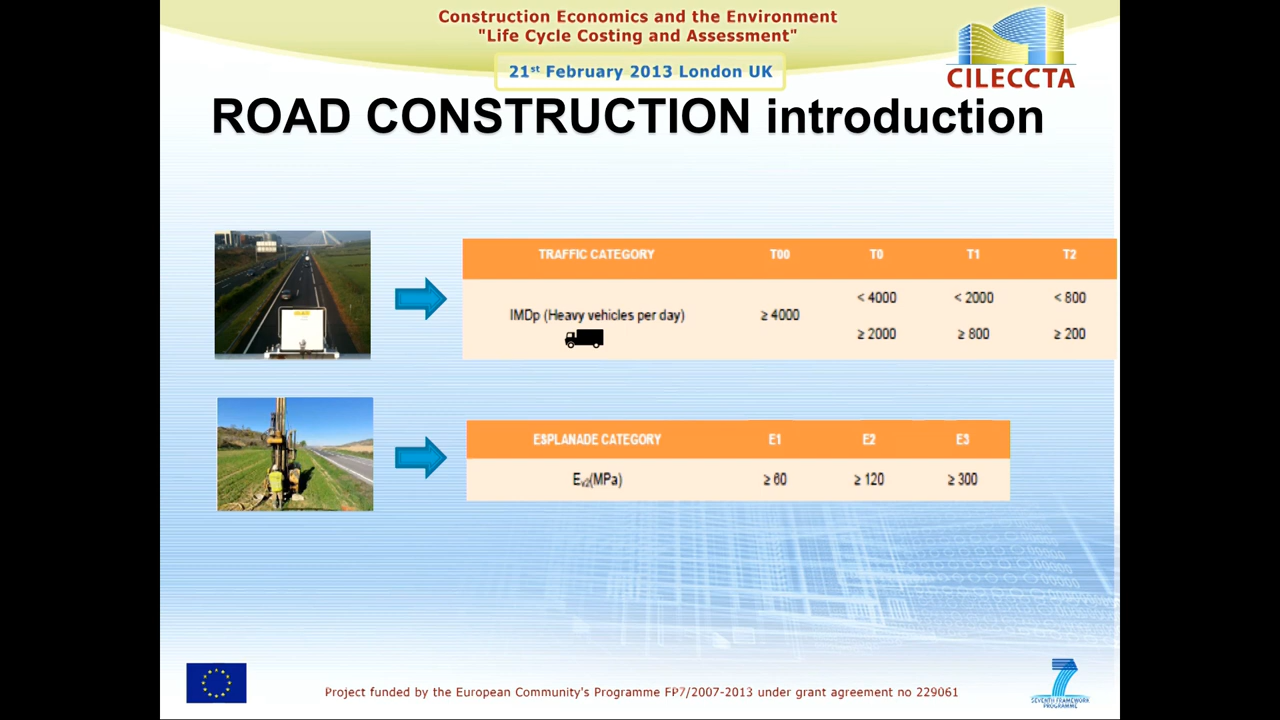 Construction Economics and the Environment
"Life Cycle Costing and Assessment"
21st February 2013 London UK
CILECCTA
ROAD CONSTRUCTION introduction
TRAFFIC CATEGORY T00 T0 T1 T2
< 4000 < 2000 < 800
IMDp (Heavy vehicles per day) ≥ 4000
≥ 2000 ≥ 800 ≥ 200
ESPLANADE CATEGORY E1 E2 E3
Ev2(MPa) ≥ 60 ≥ 120 ≥ 300
Project funded by the European Community's Programme FP7/2007-2013 under grant agreement no 229061
SEVENTH FRAMEWORK
PROGRAMME